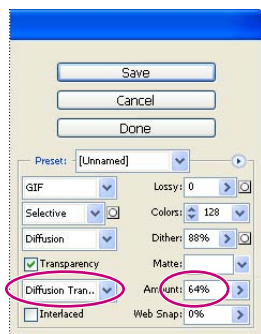 Save
Cancel
Done
Preset: [Unnamed]
GIF Lossy: 0
Selective Colors: 128
Diffusion Dither: 88%
Transparency Matte:
Diffusion Tran.. Amount: 64%
Interlaced Web Snap: 0%